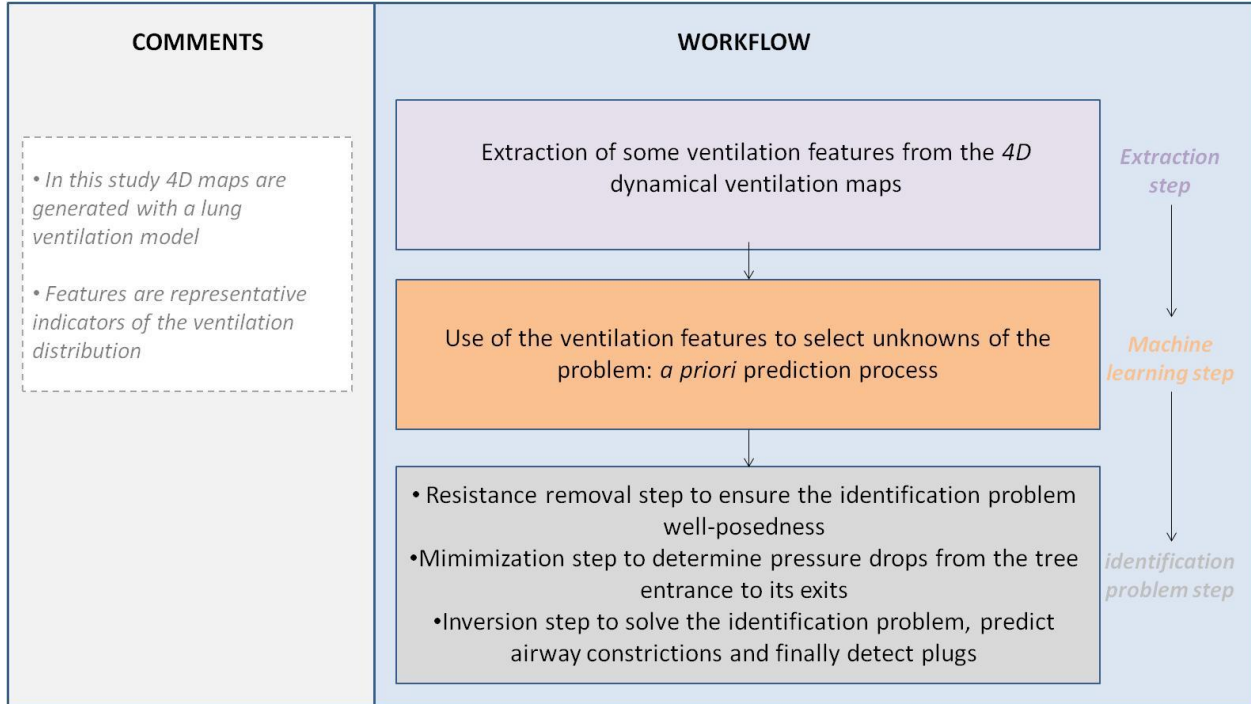 COMMENTS
• In this study 4D maps are
generated with a lung
ventilation model
• Features are representative
indicators of the ventilation
distribution
WORKFLOW
Extraction of some ventilation features from the 4D
dynamical ventilation maps
Extraction
step
Use of the ventilation features to select unknowns of the
problem: a priori prediction process
Machine
learning step
• Resistance removal step to ensure the identification problem
well-posedness
•Mimimization step to determine pressure drops from the tree
entrance to its exits
•Inversion step to solve the identification problem, predict
airway constrictions and finally detect plugs
identification
problem step